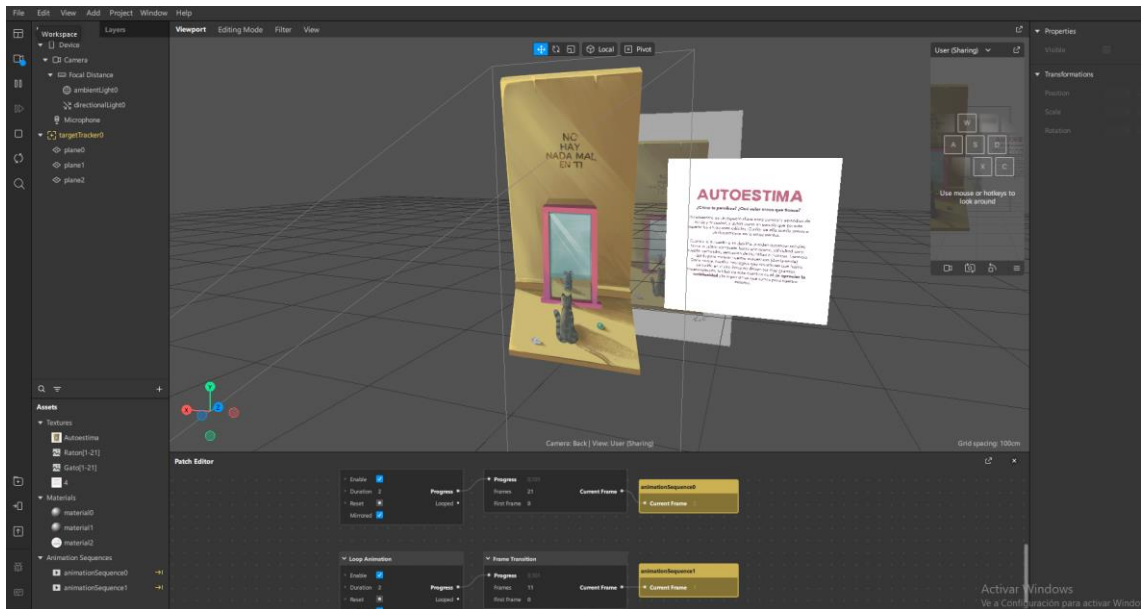 File Edit View Add Project Window Help
Workspace Layers
Device
Camera
Focal Distance
ambientLight0
directionalLight0
Microphone
targetTracker0
plane0
plane1
plane2
Assets
Textures
Autoestima
Raton[1-21]
Gato[1-21]
4
Materials
material0
material1
material2
Animation Sequences
animationSequence0
animationSequence1
Viewport Editing Mode Filter View
Local Pivot
NO
HAY
NADA MAL
EN TI
AUTOESTIMA
Camera: Back | View: User (Sharing)
Grid spacing: 100cm
User (Sharing)
W
A S D
X C
Use mouse or hotkeys to
look around
Properties
Visible
Transformations
Position
Scale
Rotation
Patch Editor
Enable
Duration 2 Progress
Reset Looped
Mirrored
Progress
Frames 21 Current Frame
First Frame 0
animationSequence0
Current Frame
Loop Animation
Enable
Duration 2 Progress
Reset Looped
Frame Transition
Progress
Frames 11 Current Frame
First Frame 0
animationSequence1
Current Frame
Activar Windows
Ve a Configuración para activar Windo